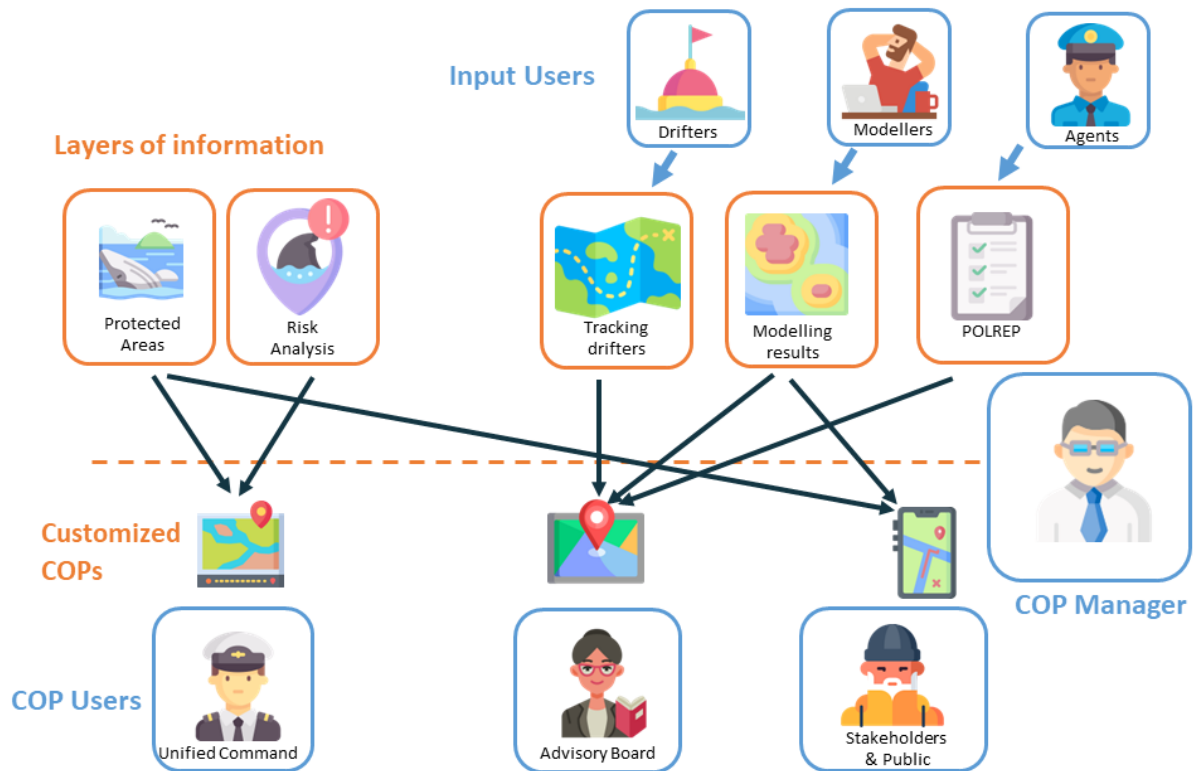 Input Users
Drifters
Modellers
Agents
Layers of information
Protected
Areas
Risk
Analysis
Tracking
drifters
Modelling
results
POLREP
Customized
COPs
COP Manager
COP Users
Unified Command
Advisory Board
Stakeholders
& Public